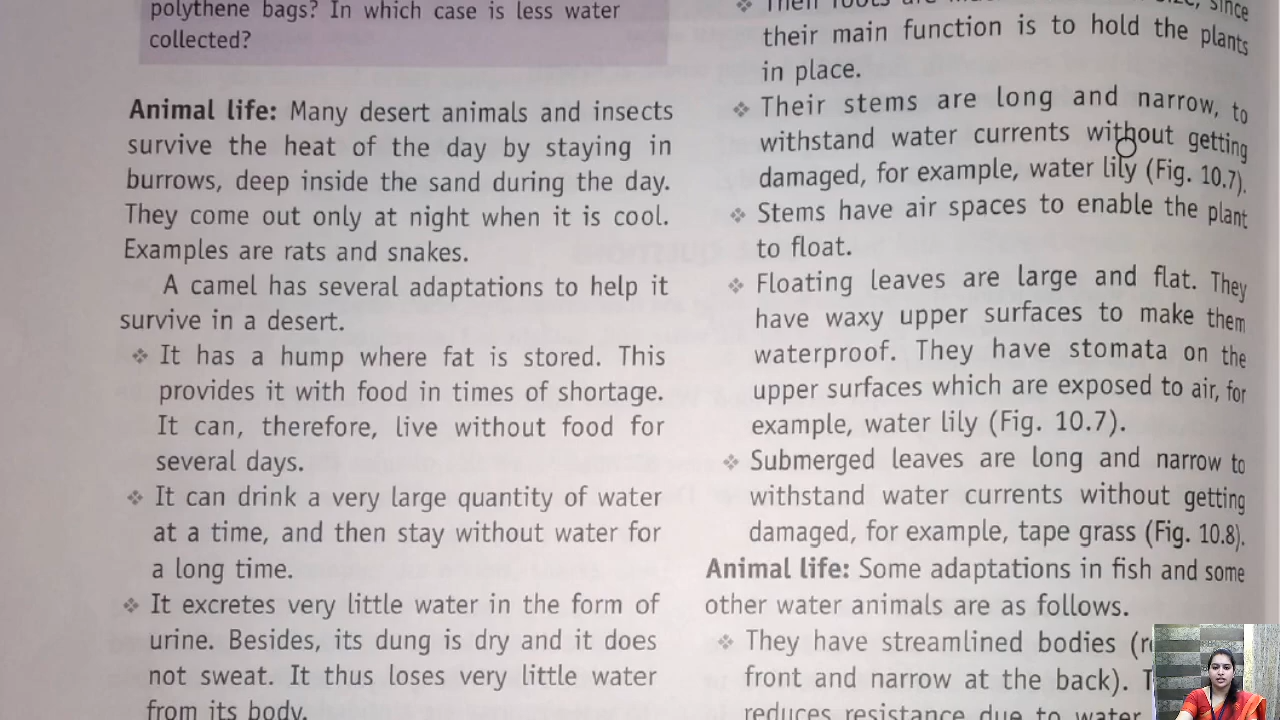 polythene bags? In which case is less water
collected?
Animal life: Many desert animals and insects
survive the heat of the day by staying in
burrows, deep inside the sand during the day.
They come out only at night when it is cool.
Examples are rats and snakes.
A camel has several adaptations to help it
survive in a desert.
❖ It has a hump where fat is stored. This
provides it with food in times of shortage.
It can, therefore, live without food for
several days.
❖ It can drink a very large quantity of water
at a time, and then stay without water for
a long time.
❖ It excretes very little water in the form of
urine. Besides, its dung is dry and it does
not sweat. It thus loses very little water
from its body.
❖ Their roots are since
their main function is to hold the plants
in place.
❖ Their stems are long and narrow, to
withstand water currents without getting
damaged, for example, water lily (Fig. 10.7).
❖ Stems have air spaces to enable the plant
to float.
❖ Floating leaves are large and flat. They
have waxy upper surfaces to make them
waterproof. They have stomata on the
upper surfaces which are exposed to air, for
example, water lily (Fig. 10.7).
❖ Submerged leaves are long and narrow to
withstand water currents without getting
damaged, for example, tape grass (Fig. 10.8).
Animal life: Some adaptations in fish and some
other water animals are as follows.
❖ They have streamlined bodies
front and narrow at the back).
reduces resistance due to water